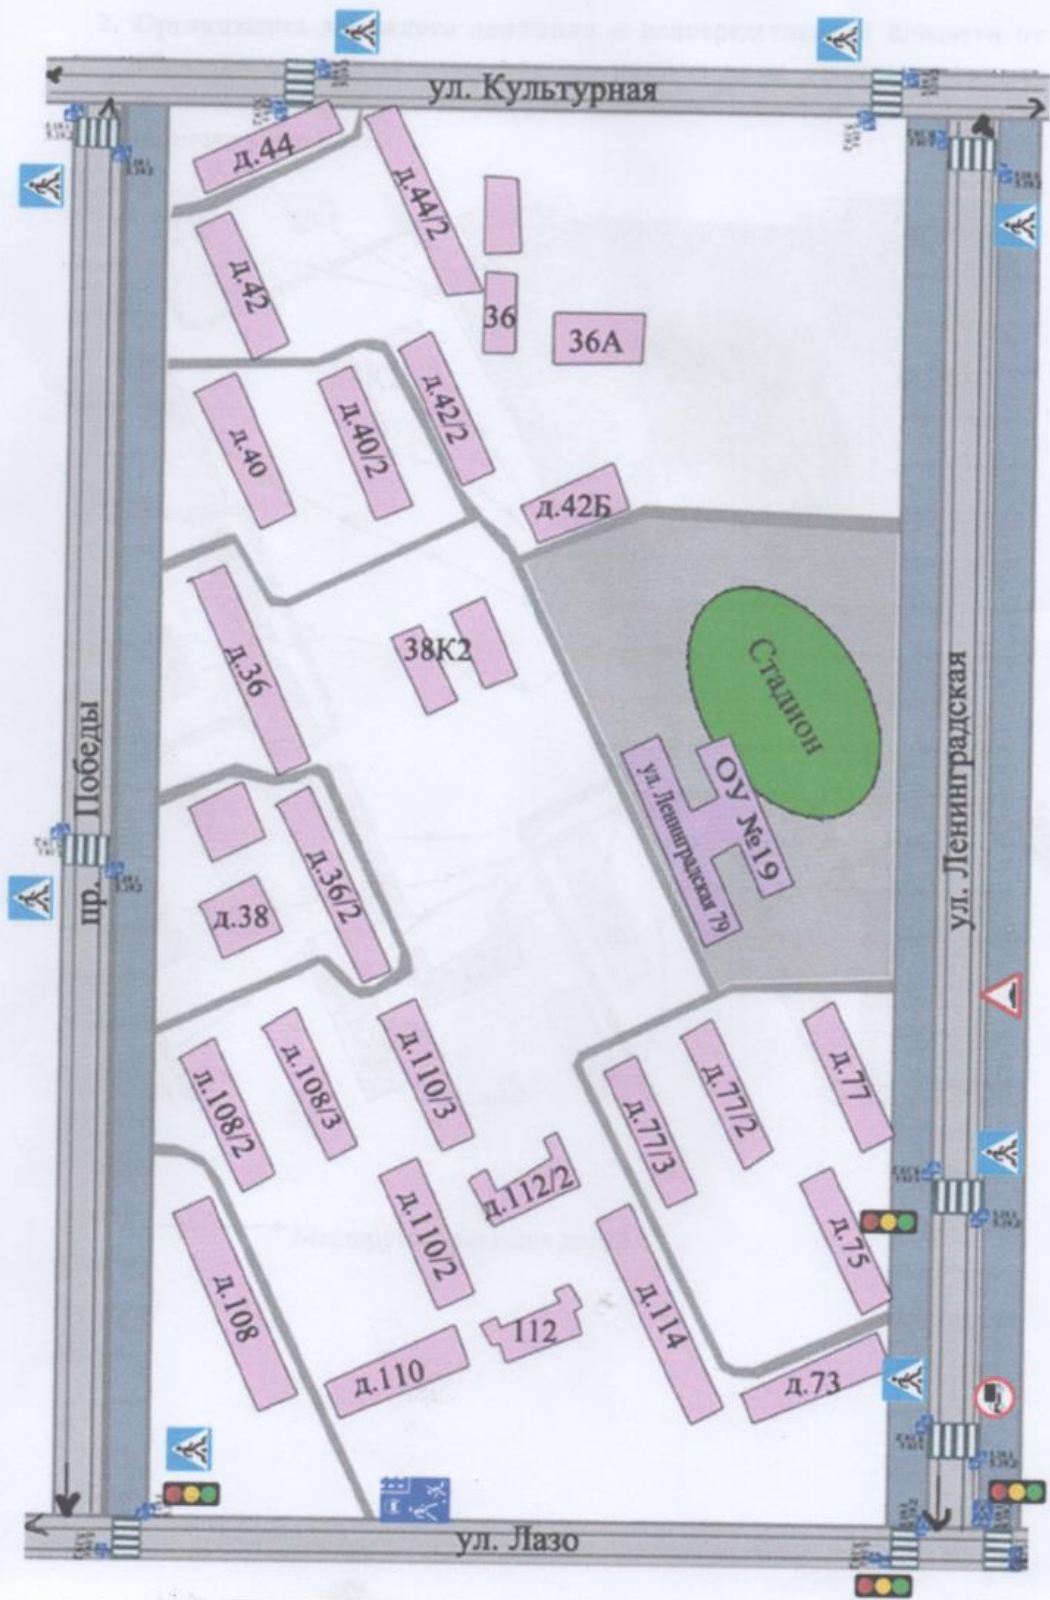 ул. Культурная
д.44
д.44/2
д.42
36
36А
д.42/2
д.40
д.40/2
д.42Б
38К2
д.36
Стадион
ОУ №19
ул. Ленинградская 79
пр. Победы
ул. Ленинградская
д.36/2
д.38
д.110/3
д.108/3
л.108/2
д.77
д.77/2
д.77/3
д.112/2
д.110/2
д.75
д.108
112
д.114
д.110
д.73
ул. Лазо